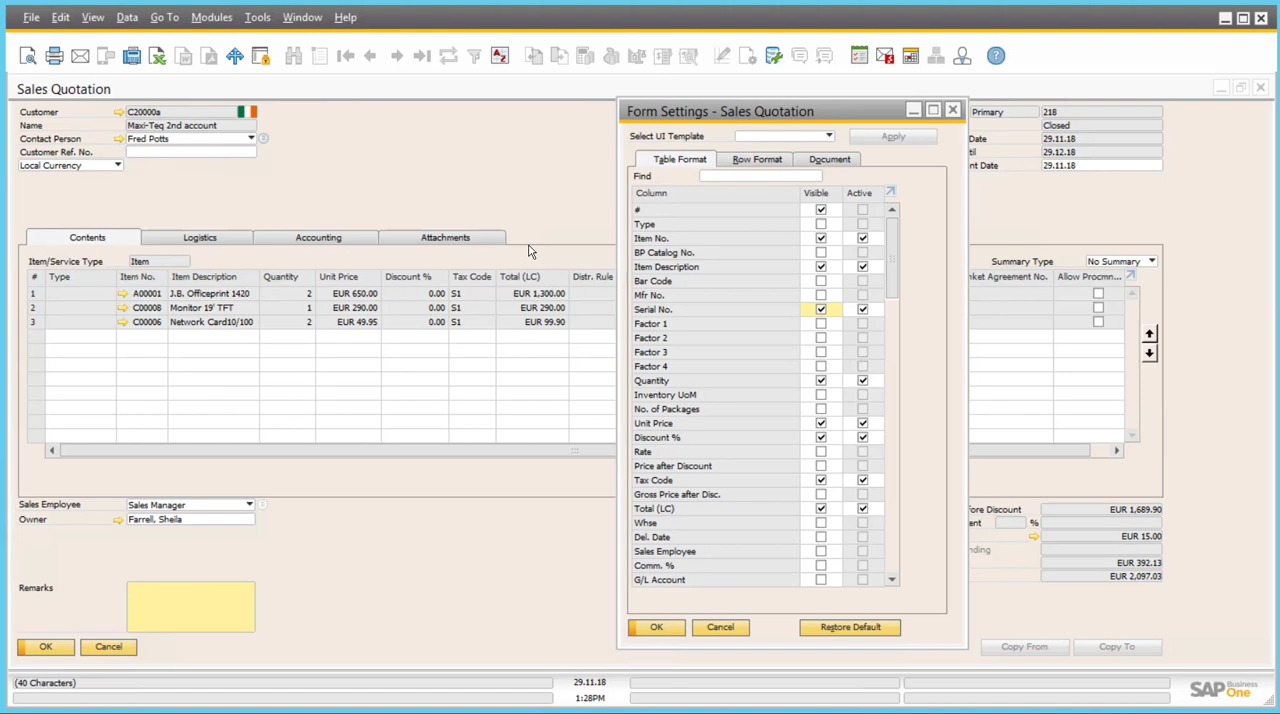 File Edit View Data Go To Modules Tools Window Help
Sales Quotation
Customer C20000a
Name Maxi-Teq 2nd account
Contact Person Fred Potts
Customer Ref. No.
Local Currency
Primary 218
Closed
Date 29.11.18
til 29.12.18
nt Date 29.11.18
Contents Logistics Accounting Attachments
Item/Service Type Item
Summary Type No Summary
# Type Item No. Item Description Quantity Unit Price Discount % Tax Code Total (LC) Distr. Rule
nket Agreement No. Allow Procmn...
1 A00001 J.B. Officeprint 1420 2 EUR 650.00 0.00 S1 EUR 1,300.00
2 C00008 Monitor 19' TFT 1 EUR 290.00 0.00 S1 EUR 290.00
3 C00006 Network Card10/100 2 EUR 49.95 0.00 S1 EUR 99.90
Sales Employee Sales Manager
Owner Farrell, Sheila
Remarks
OK Cancel
fore Discount EUR 1,689.90
ent %
EUR 15.00
nding
EUR 392.13
EUR 2,097.03
Copy From Copy To
Form Settings - Sales Quotation
Select UI Template Apply
Table Format Row Format Document
Find
Column Visible Active
#
Type
Item No.
BP Catalog No.
Item Description
Bar Code
Mfr No.
Serial No.
Factor 1
Factor 2
Factor 3
Factor 4
Quantity
Inventory UoM
No. of Packages
Unit Price
Discount %
Rate
Price after Discount
Tax Code
Gross Price after Disc.
Total (LC)
Whse
Del. Date
Sales Employee
Comm. %
G/L Account
OK Cancel Restore Default
(40 Characters) 29.11.18
1:28PM
SAP Business One